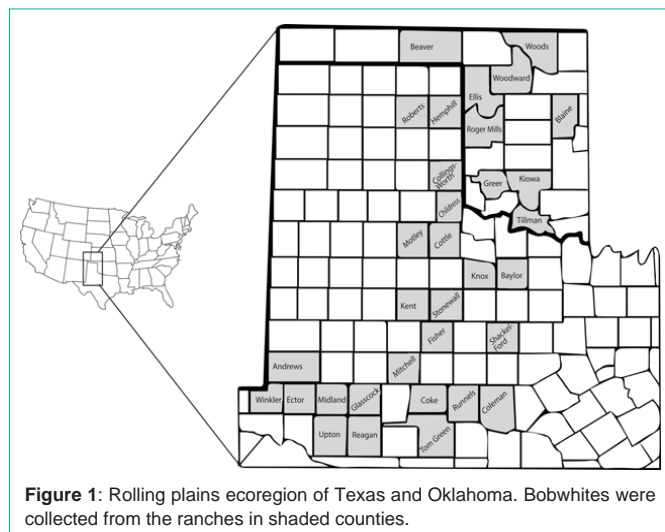 Beaver
Woods
Woodward
Ellis
Roberts
Hemphill
Blaine
Roger Mills
Collings-
Worth
Greer
Kiowa
Childress
Tillman
Motley
Cottle
Knox
Baylor
Kent
Stonewall
Fisher
Shackel-
Ford
Andrews
Mitchell
Winkler
Ector
Midland
Glasscock
Coke
Runnels
Coleman
Upton
Reagan
Tom Green
Figure 1: Rolling plains ecoregion of Texas and Oklahoma. Bobwhites were
collected from the ranches in shaded counties.